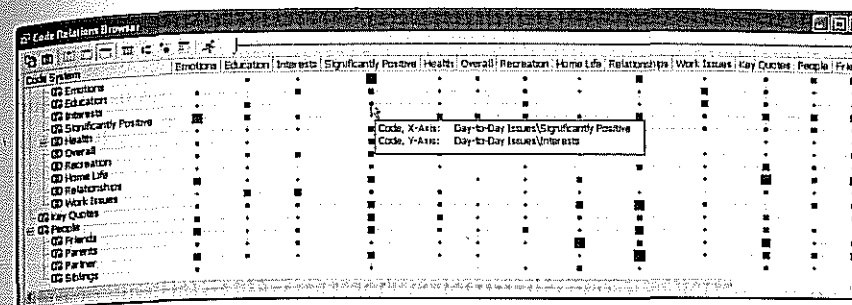 Code Relations Browser
Emotions Education Interests Significantly Positive Health Overall Recreation Home Life Relationships Work Issues Key Quotes People Frie
Code System
Emotions
Education
Interests
Significantly Positive
Health
Overall
Recreation
Home Life
Relationships
Work Issues
Key Quotes
People
Friends
Parents
Partner
Siblings
Code, X-Axis: Day-to-Day Issues\Significantly Positive
Code, Y-Axis: Day-to-Day Issues\Interests